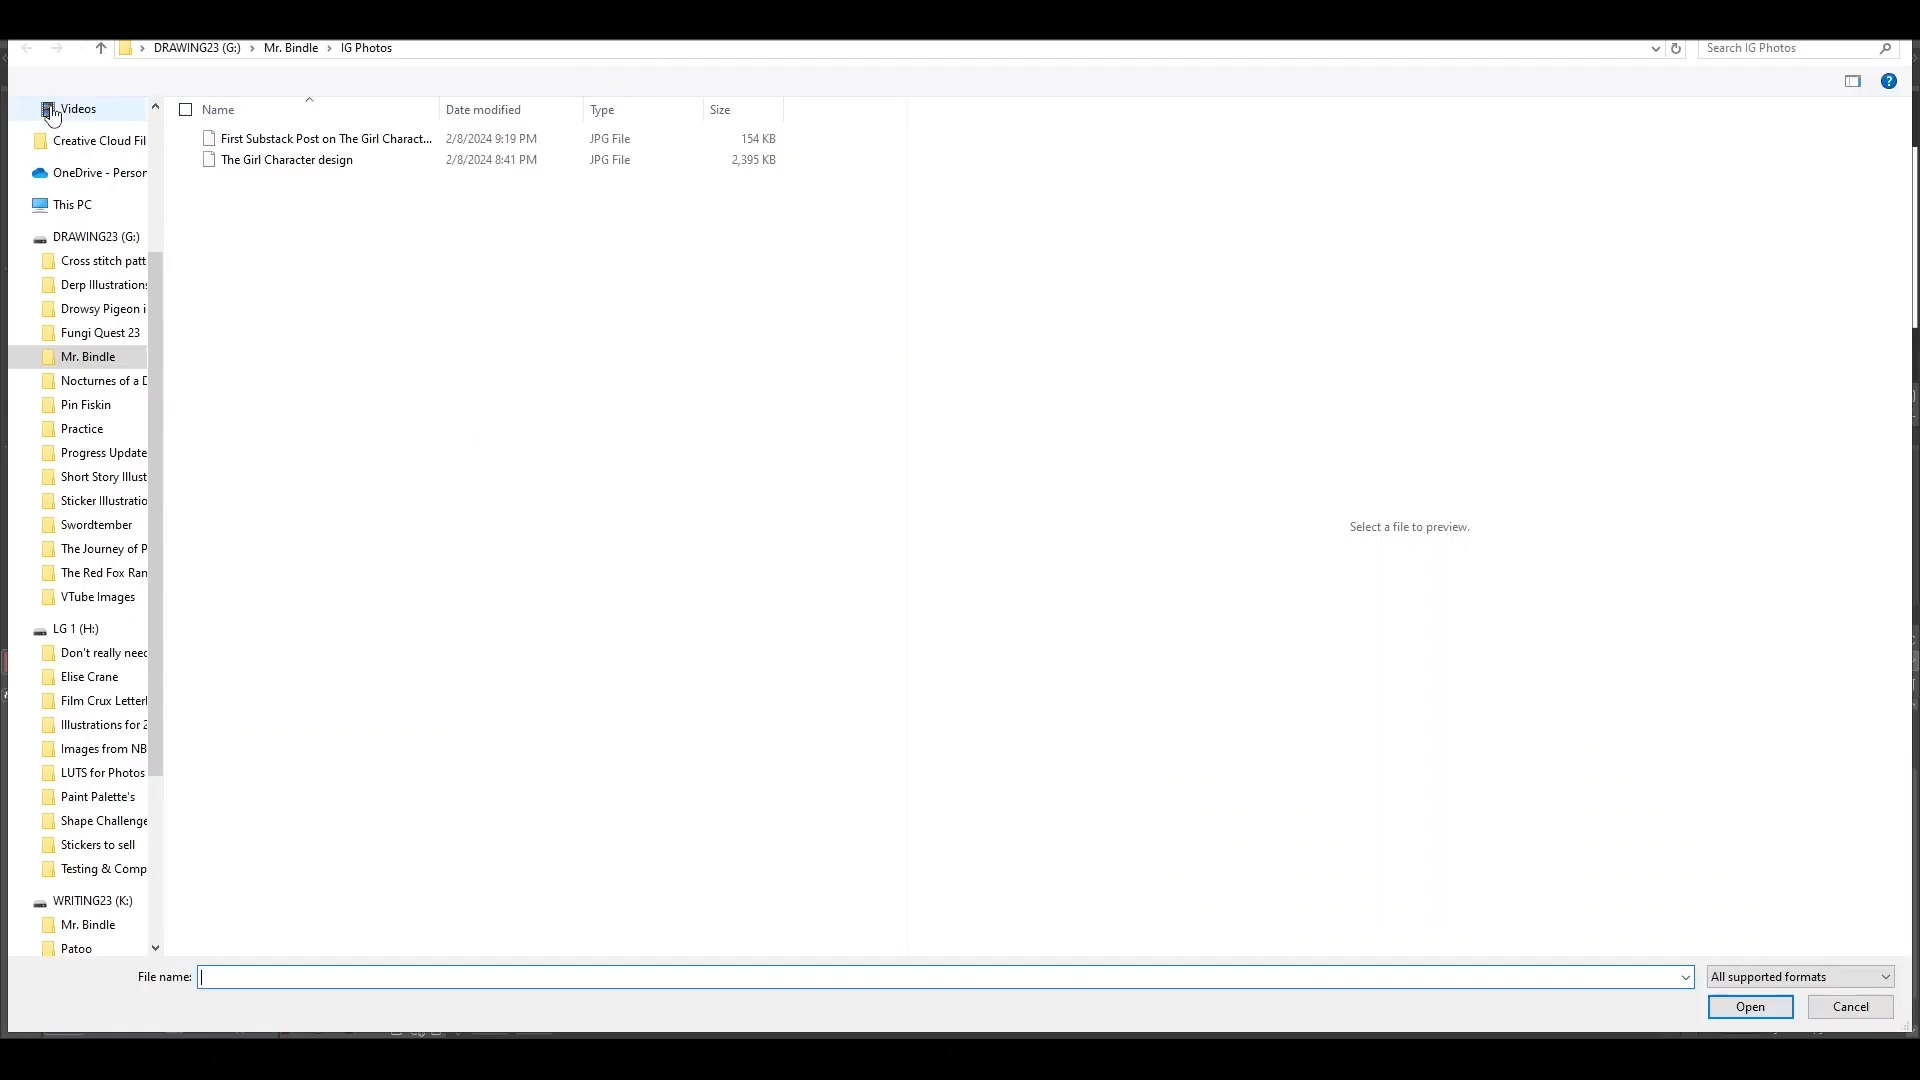 DRAWING23 (G:) > Mr. Bindle > IG Photos
Search IG Photos
Name Date modified Type Size
First Substack Post on The Girl Charact... 2/8/2024 9:19 PM JPG File 154 KB
The Girl Character design 2/8/2024 8:41 PM JPG File 2,395 KB
Videos
Creative Cloud Fil
OneDrive - Person
This PC
DRAWING23 (G:)
Cross stitch patt
Derp Illustrations
Drowsy Pigeon i
Fungi Quest 23
Mr. Bindle
Nocturnes of a D
Pin Fiskin
Practice
Progress Update
Short Story Illust
Sticker Illustratio
Swordtember
The Journey of P
The Red Fox Ran
VTube Images
LG 1 (H:)
Don't really need
Elise Crane
Film Crux Letterl
Illustrations for 2
Images from NB
LUTS for Photos
Paint Palette's
Shape Challenge
Stickers to sell
Testing & Comp
WRITING23 (K:)
Mr. Bindle
Patoo
Select a file to preview.
File name:
All supported formats
Open Cancel